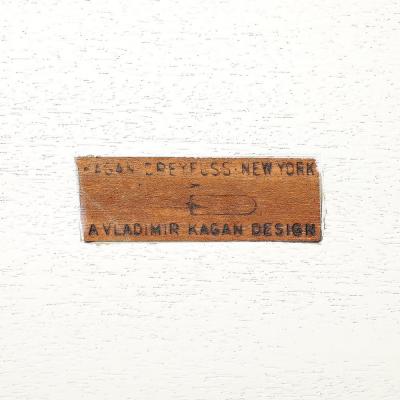 KAGAN-DREYFUSS·NEW YORK
A VLADIMIR KAGAN DESIGN